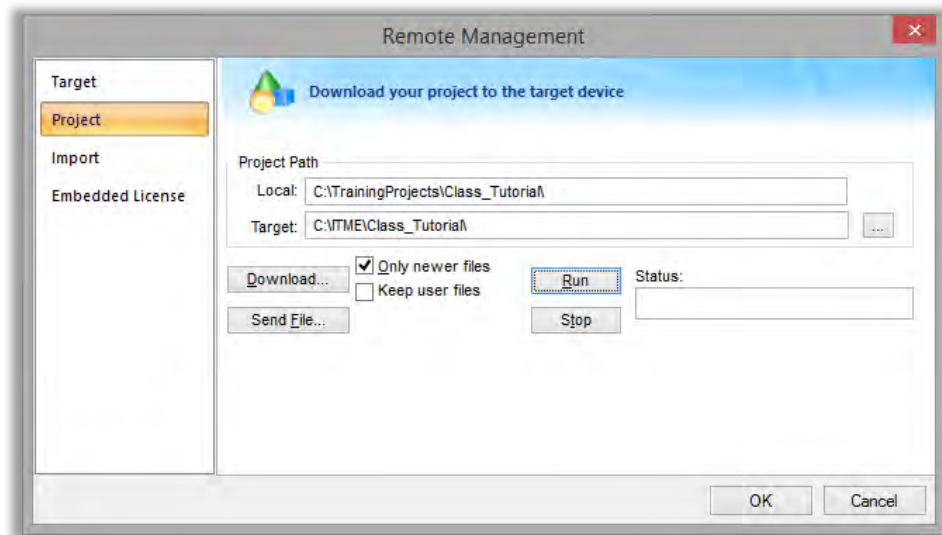 Remote Management
Target
Project
Import
Embedded License
Download your project to the target device
Project Path
Local: C:\TrainingProjects\Class_Tutorial\
Target: C:\ITME\Class_Tutorial\
...
Download...
Only newer files
Keep user files
Run
Status:
Send File...
Stop
OK
Cancel